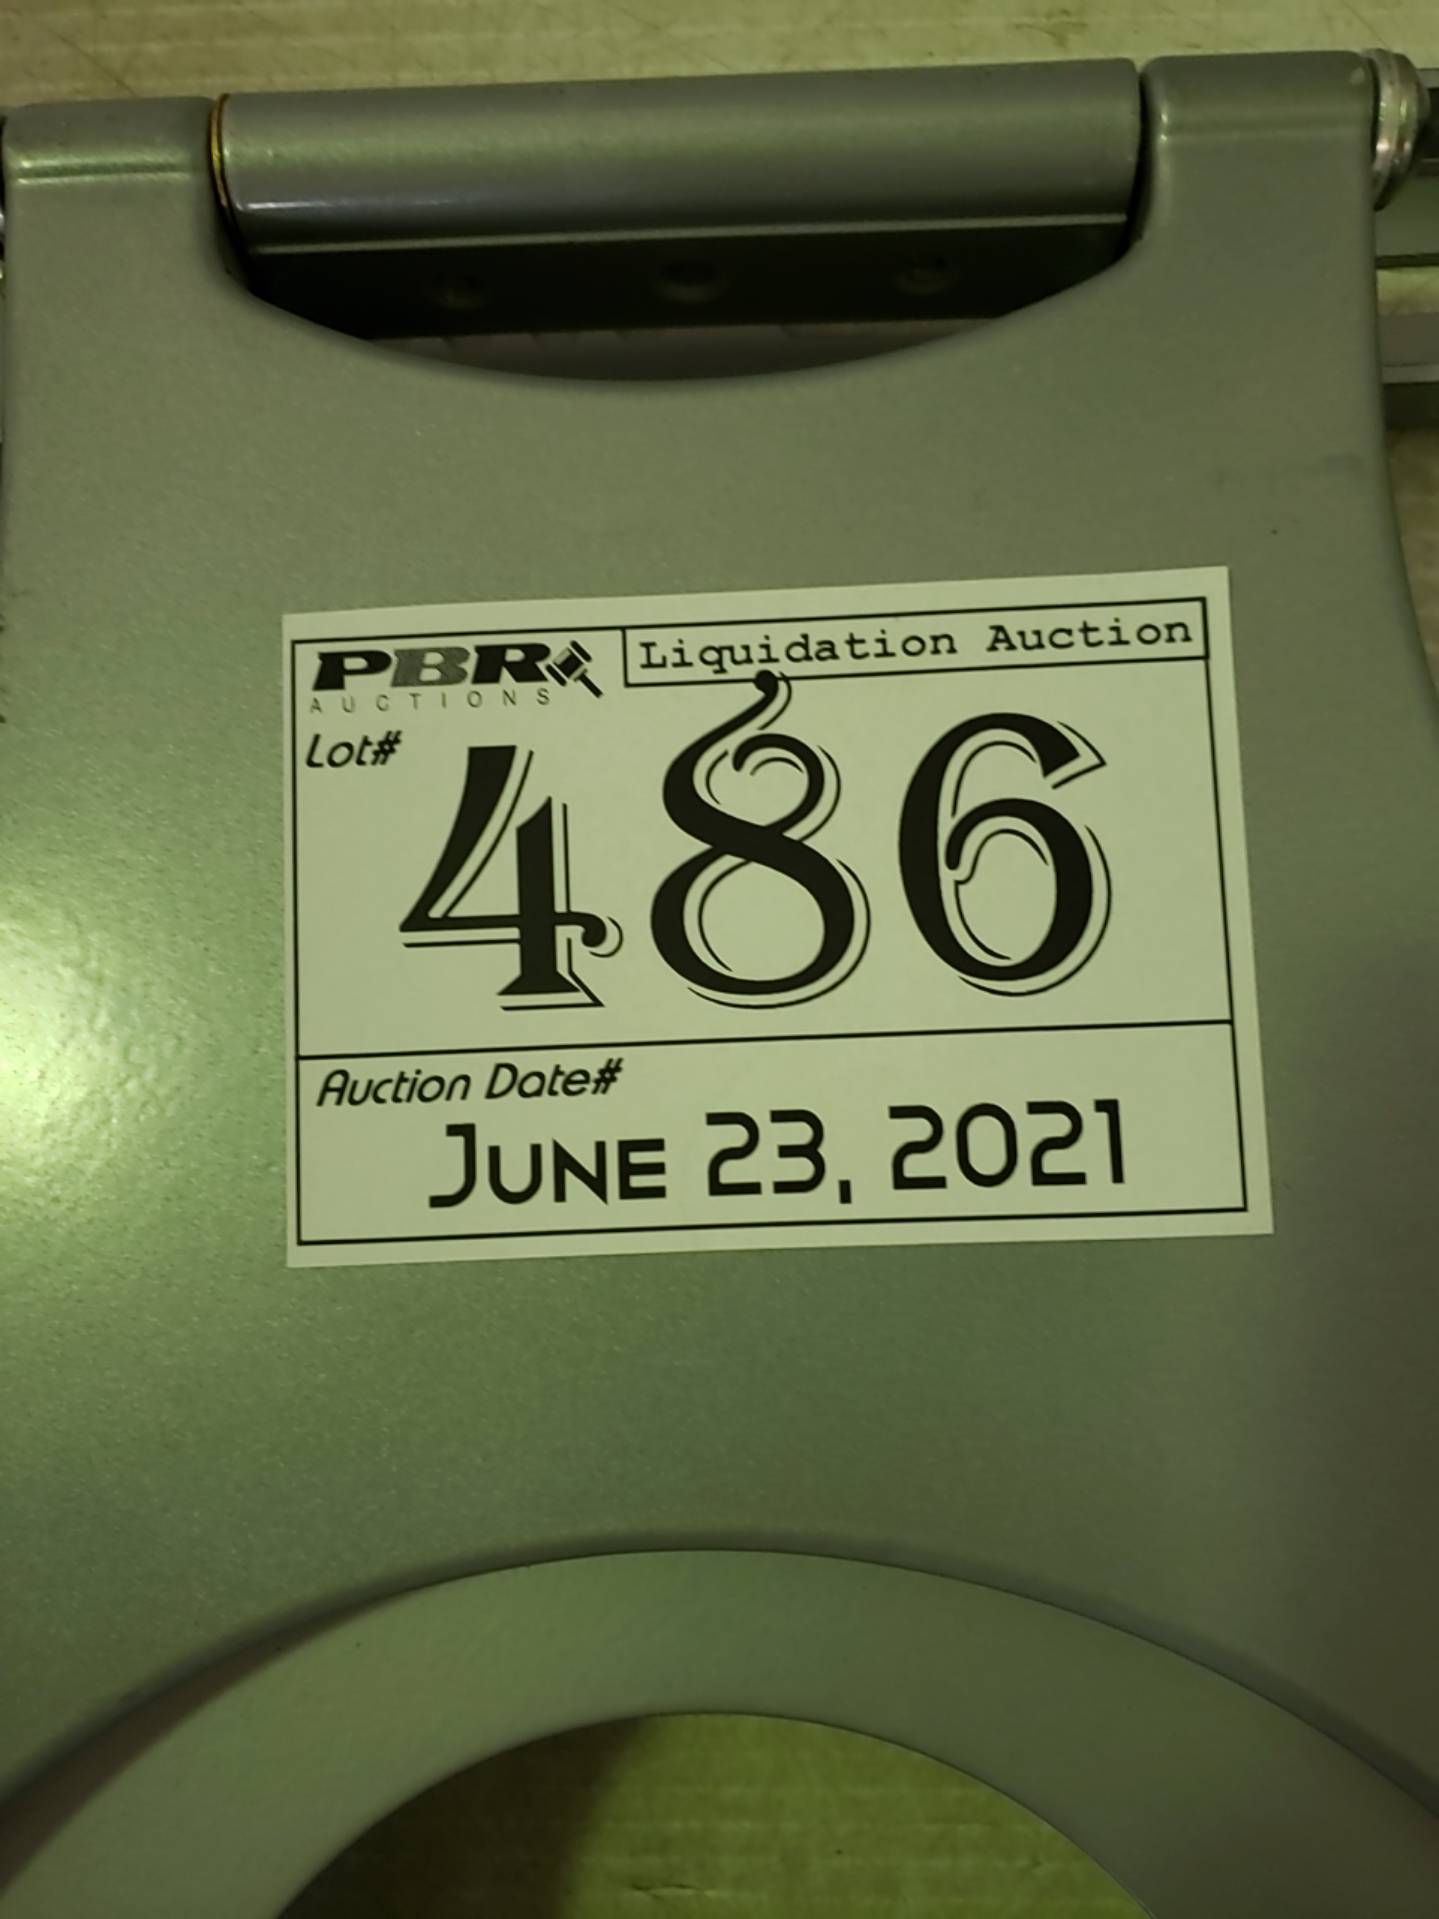 PBR
AUCTIONS
Liquidation Auction
Lot#
486
Auction Date#
June 23, 2021